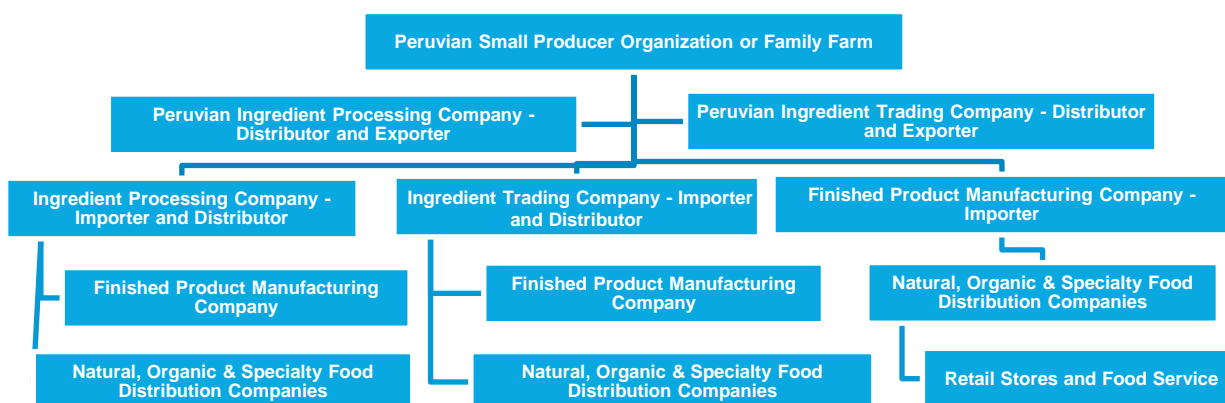 Peruvian Small Producer Organization or Family Farm
Peruvian Ingredient Processing Company -
Distributor and Exporter
Peruvian Ingredient Trading Company - Distributor
and Exporter
Ingredient Processing Company -
Importer and Distributor
Ingredient Trading Company - Importer
and Distributor
Finished Product Manufacturing Company -
Importer
Finished Product Manufacturing
Company
Finished Product Manufacturing
Company
Natural, Organic & Specialty Food
Distribution Companies
Natural, Organic & Specialty Food
Distribution Companies
Natural, Organic & Specialty Food
Distribution Companies
Retail Stores and Food Service